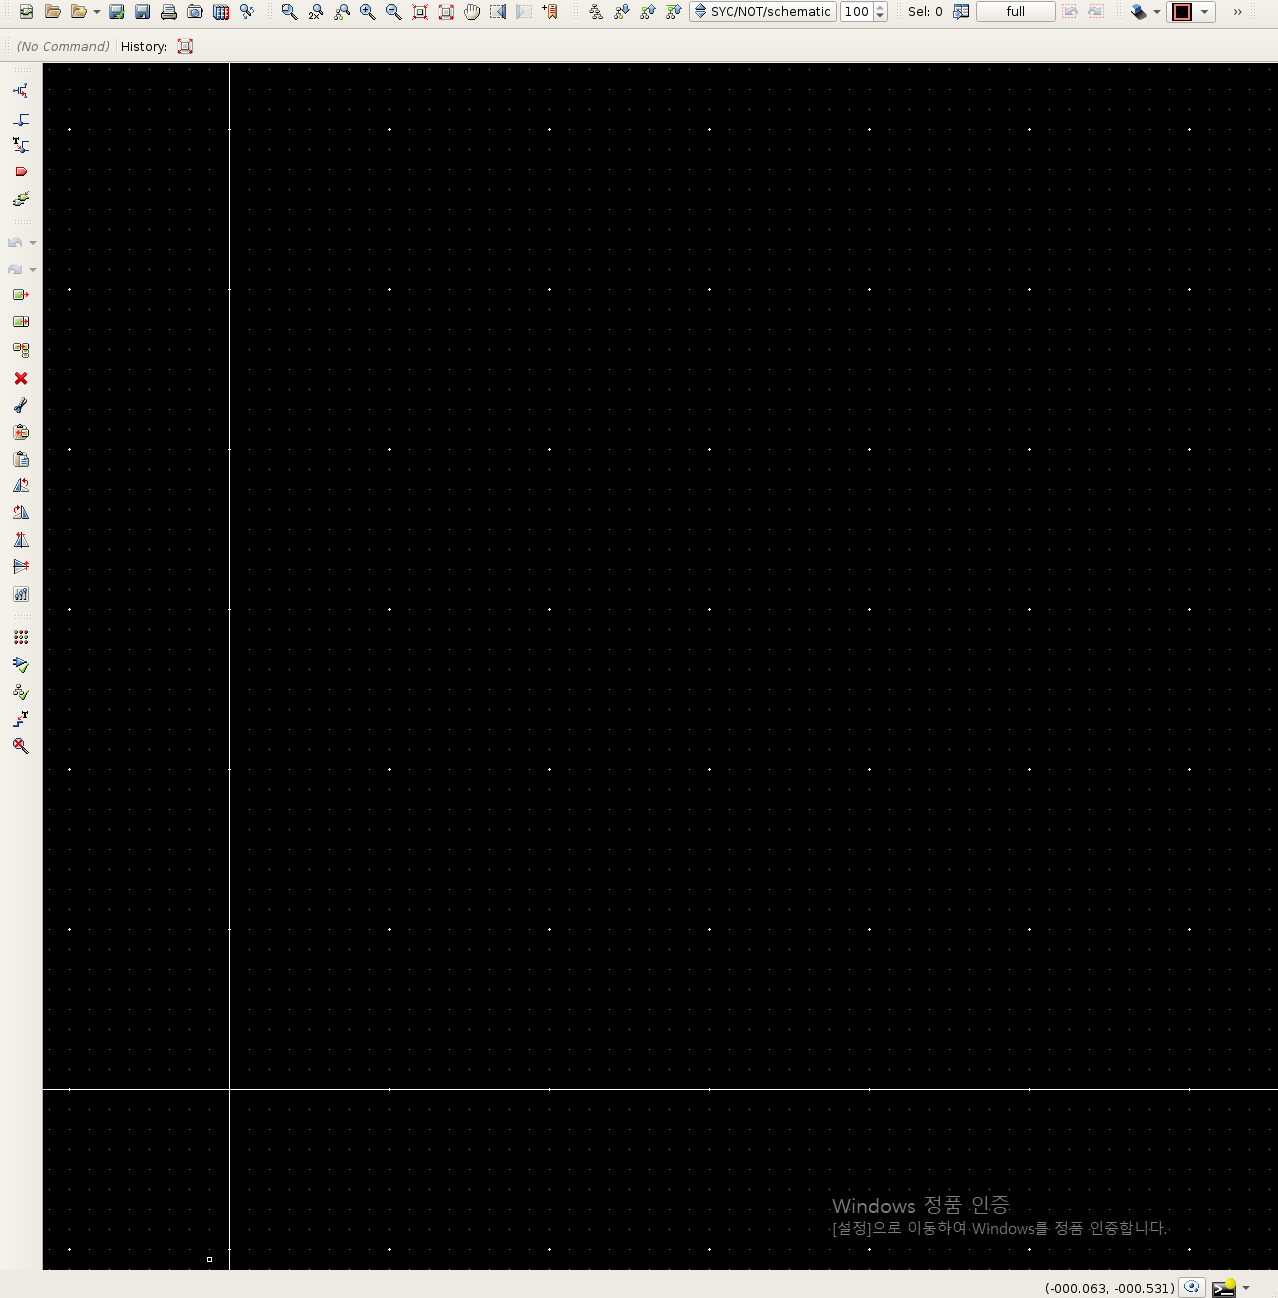 SYC/NOT/schematic 100 Sel: 0 full ››
(No Command) History:
Windows 정품 인증
[설정]으로 이동하여 Windows를 정품 인증합니다.
(-000.063, -000.531)